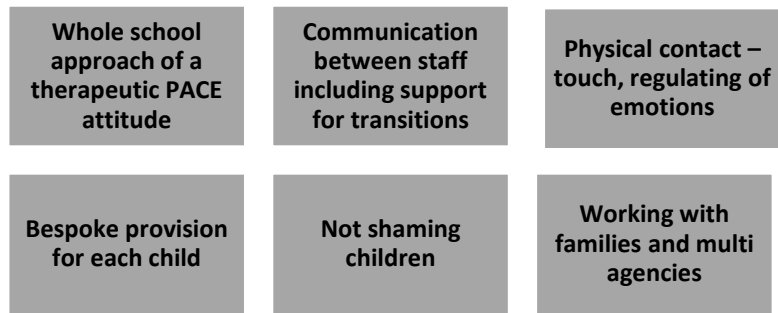 Whole school
approach of a
therapeutic PACE
attitude
Communication
between staff
including support
for transitions
Physical contact –
touch, regulating of
emotions
Bespoke provision
for each child
Not shaming
children
Working with
families and multi
agencies